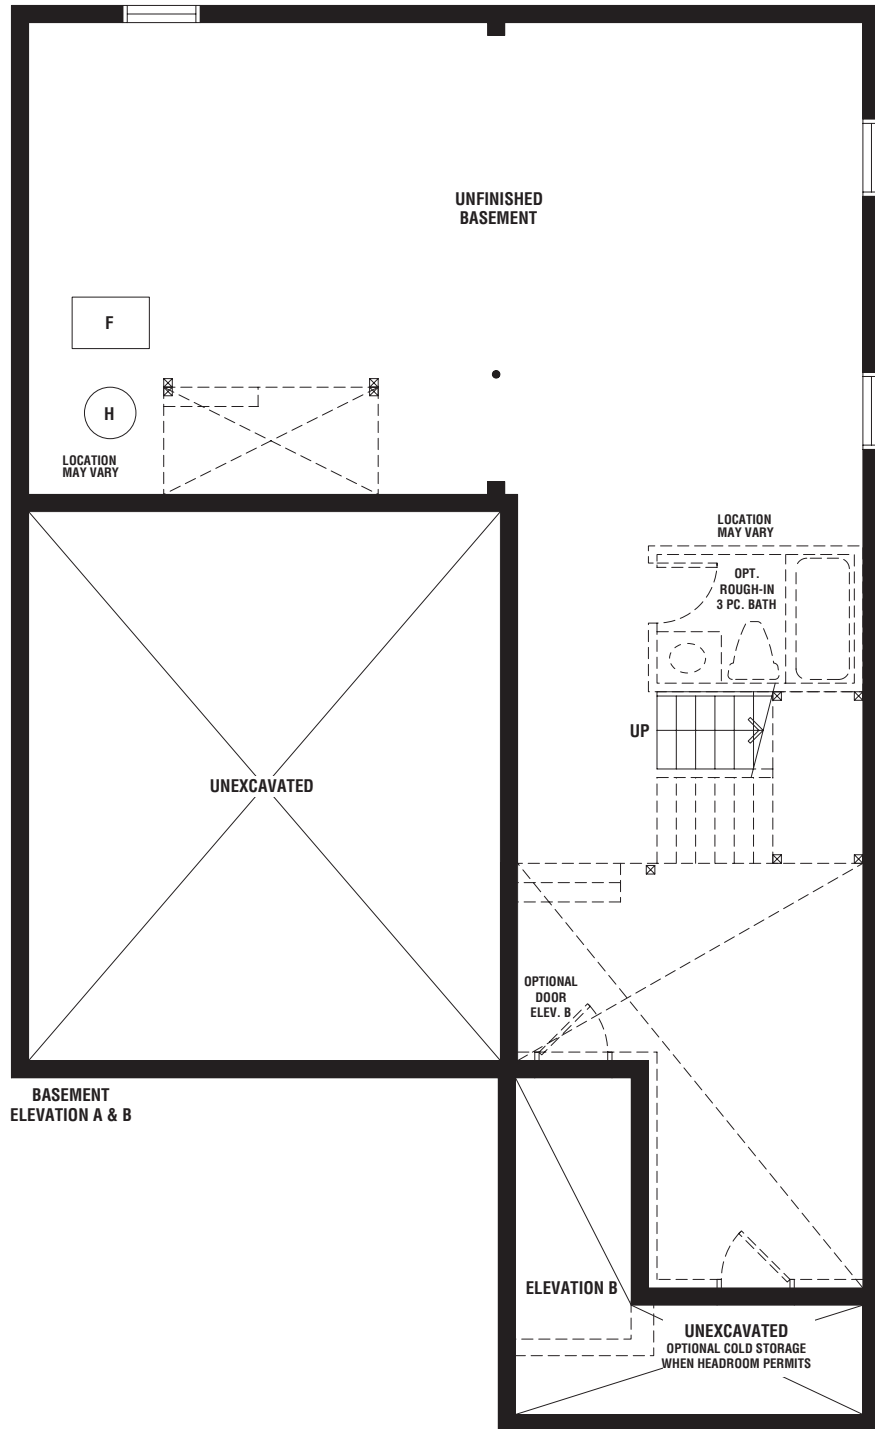 UNFINISHED
BASEMENT
F
H
LOCATION
MAY VARY
LOCATION
MAY VARY
OPT.
ROUGH-IN
3 PC. BATH
UP
UNEXCAVATED
OPTIONAL
DOOR
ELEV. B
BASEMENT
ELEVATION A & B
ELEVATION B
UNEXCAVATED
OPTIONAL COLD STORAGE
WHEN HEADROOM PERMITS